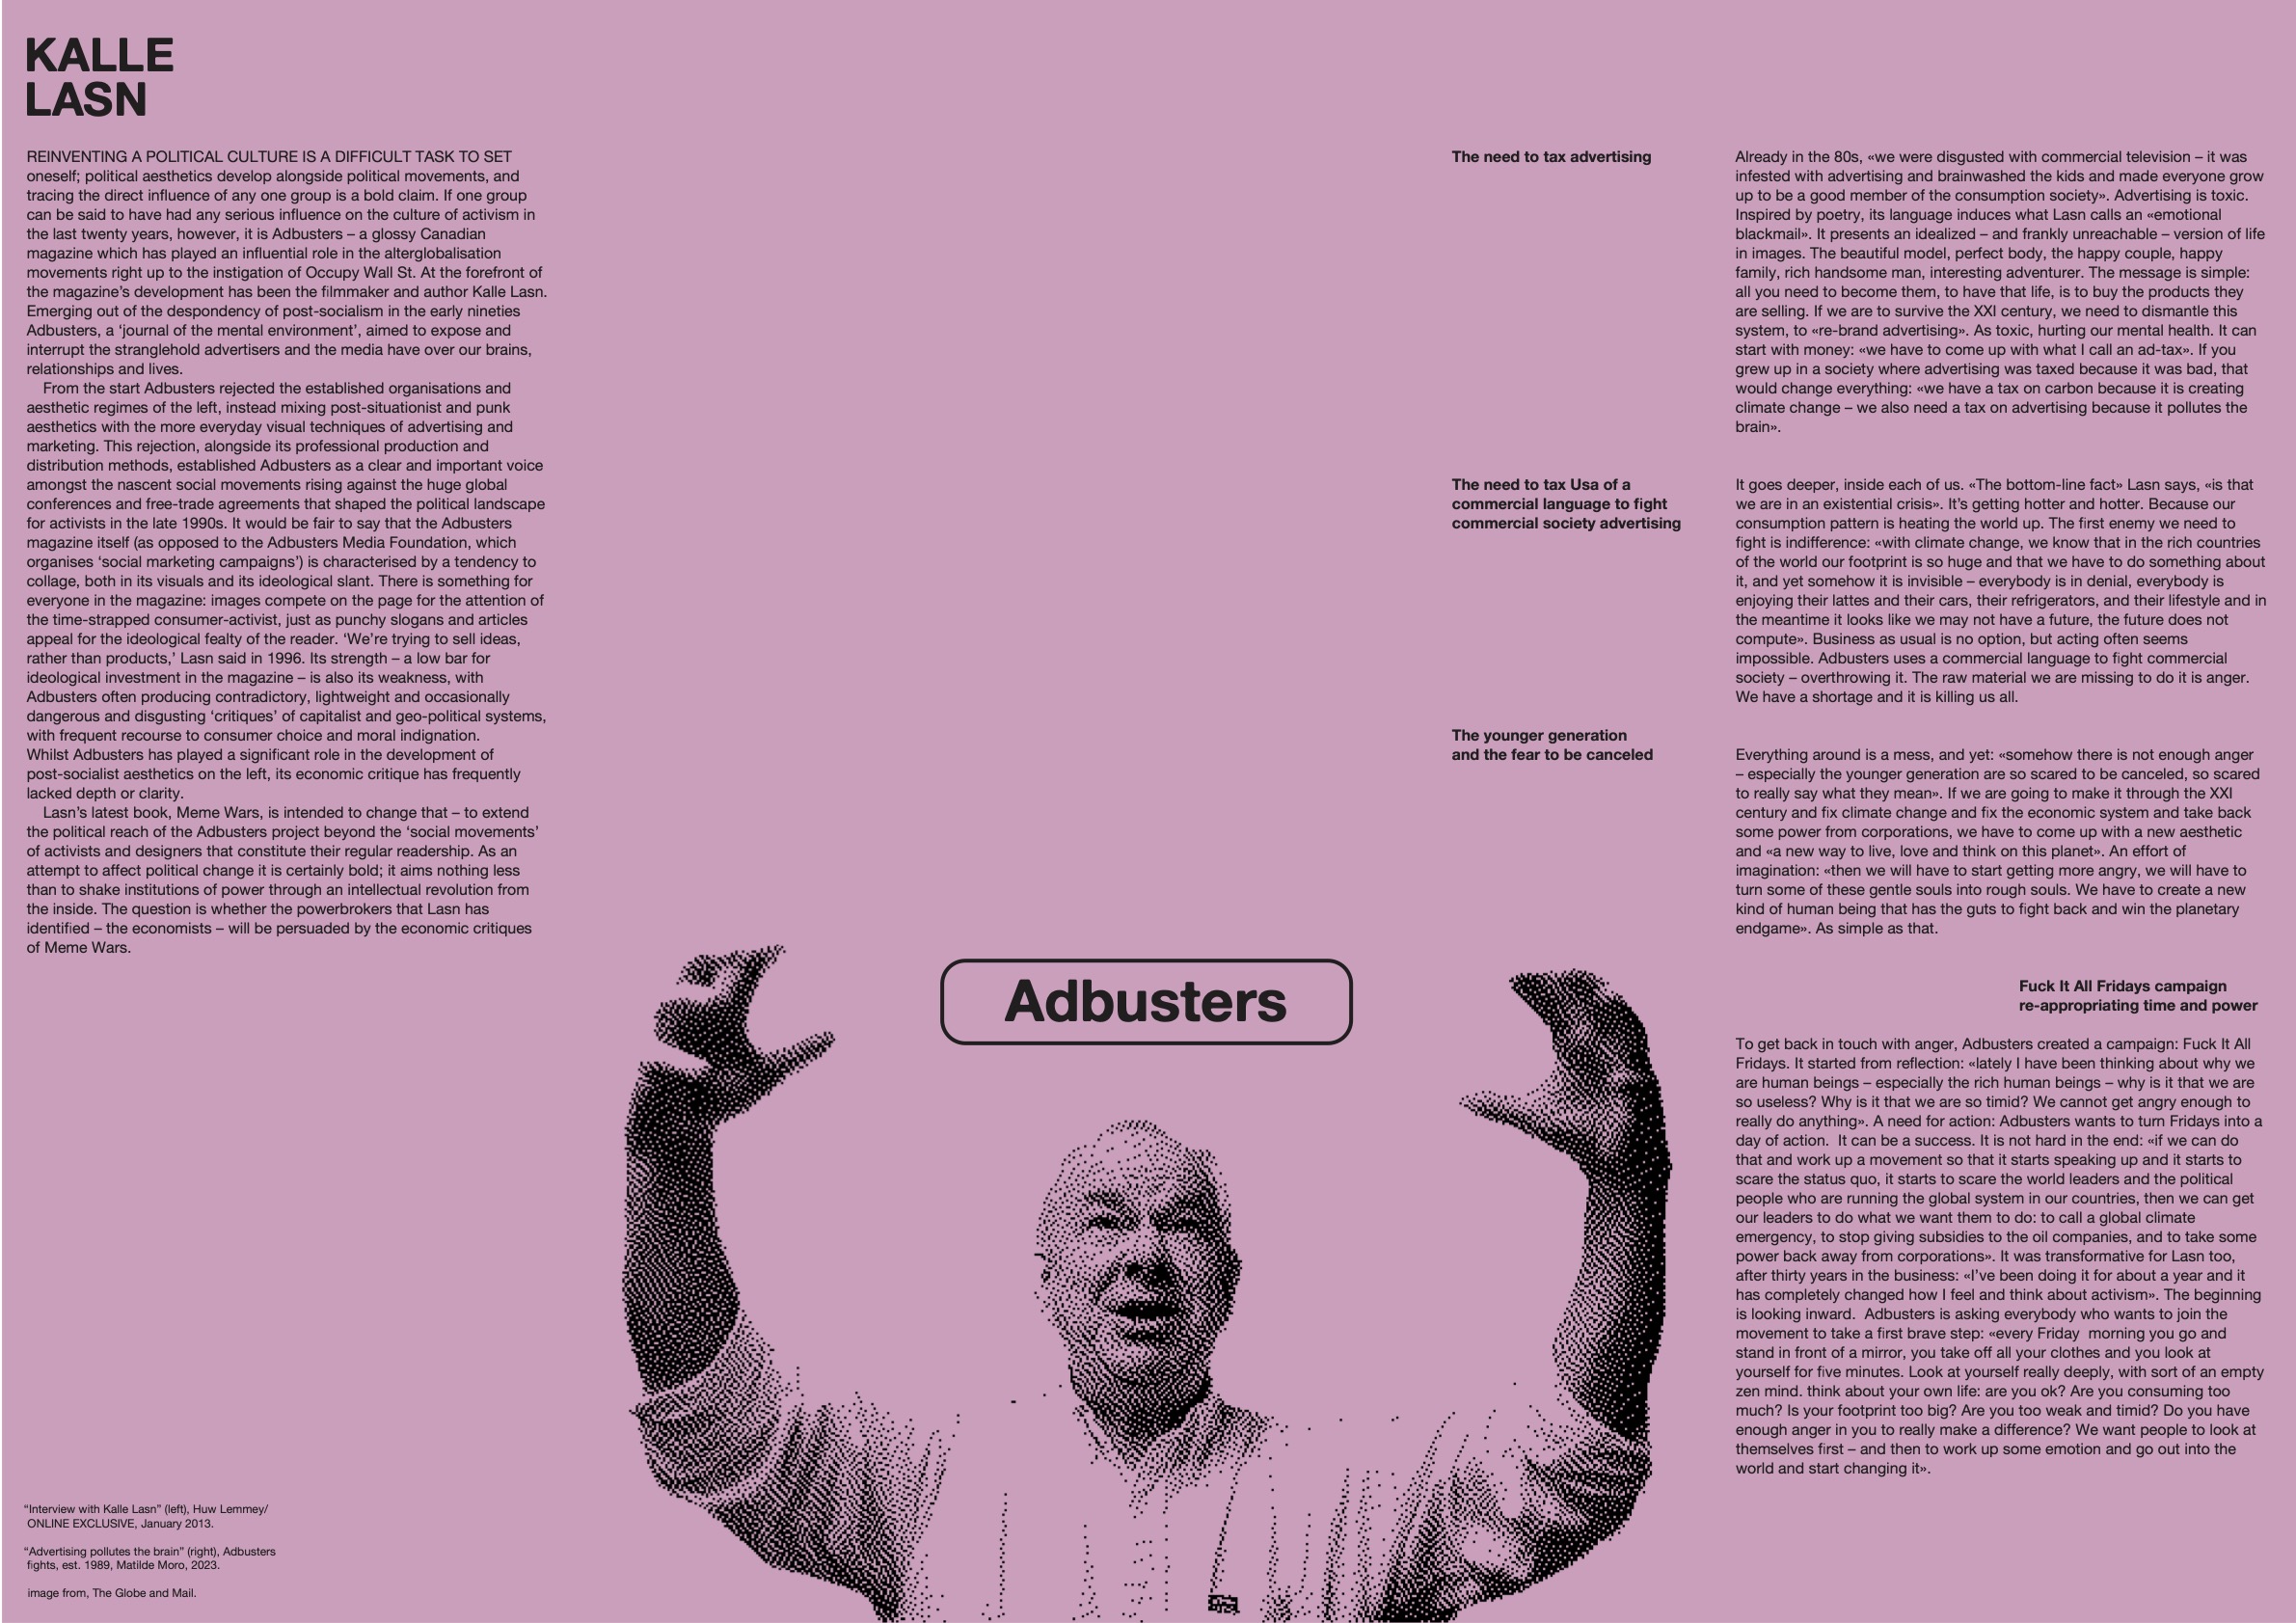 KALLE
LASN
REINVENTING A POLITICAL CULTURE IS A DIFFICULT TASK TO SET
oneself; political aesthetics develop alongside political movements, and
tracing the direct influence of any one group is a bold claim. If one group
can be said to have had any serious influence on the culture of activism in
the last twenty years, however, it is Adbusters – a glossy Canadian
magazine which has played an influential role in the alterglobalisation
movements right up to the instigation of Occupy Wall St. At the forefront of
the magazine’s development has been the filmmaker and author Kalle Lasn.
Emerging out of the despondency of post-socialism in the early nineties
Adbusters, a ‘journal of the mental environment’, aimed to expose and
interrupt the stranglehold advertisers and the media have over our brains,
relationships and lives.
From the start Adbusters rejected the established organisations and
aesthetic regimes of the left, instead mixing post-situationist and punk
aesthetics with the more everyday visual techniques of advertising and
marketing. This rejection, alongside its professional production and
distribution methods, established Adbusters as a clear and important voice
amongst the nascent social movements rising against the huge global
conferences and free-trade agreements that shaped the political landscape
for activists in the late 1990s. It would be fair to say that the Adbusters
magazine itself (as opposed to the Adbusters Media Foundation, which
organises ‘social marketing campaigns’) is characterised by a tendency to
collage, both in its visuals and its ideological slant. There is something for
everyone in the magazine: images compete on the page for the attention of
the time-strapped consumer-activist, just as punchy slogans and articles
appeal for the ideological fealty of the reader. ‘We’re trying to sell ideas,
rather than products,’ Lasn said in 1996. Its strength – a low bar for
ideological investment in the magazine – is also its weakness, with
Adbusters often producing contradictory, lightweight and occasionally
dangerous and disgusting ‘critiques’ of capitalist and geo-political systems,
with frequent recourse to consumer choice and moral indignation.
Whilst Adbusters has played a significant role in the development of
post-socialist aesthetics on the left, its economic critique has frequently
lacked depth or clarity.
Lasn’s latest book, Meme Wars, is intended to change that – to extend
the political reach of the Adbusters project beyond the ‘social movements’
of activists and designers that constitute their regular readership. As an
attempt to affect political change it is certainly bold; it aims nothing less
than to shake institutions of power through an intellectual revolution from
the inside. The question is whether the powerbrokers that Lasn has
identified – the economists – will be persuaded by the economic critiques
of Meme Wars.
“Interview with Kalle Lasn” (left), Huw Lemmey/
ONLINE EXCLUSIVE, January 2013.
“Advertising pollutes the brain” (right), Adbusters
fights, est. 1989, Matilde Moro, 2023.
image from, The Globe and Mail.
Adbusters
The need to tax advertising
Already in the 80s, «we were disgusted with commercial television – it was
infested with advertising and brainwashed the kids and made everyone grow
up to be a good member of the consumption society». Advertising is toxic.
Inspired by poetry, its language induces what Lasn calls an «emotional
blackmail». It presents an idealized – and frankly unreachable – version of life
in images. The beautiful model, perfect body, the happy couple, happy
family, rich handsome man, interesting adventurer. The message is simple:
all you need to become them, to have that life, is to buy the products they
are selling. If we are to survive the XXI century, we need to dismantle this
system, to «re-brand advertising». As toxic, hurting our mental health. It can
start with money: «we have to come up with what I call an ad-tax». If you
grew up in a society where advertising was taxed because it was bad, that
would change everything: «we have a tax on carbon because it is creating
climate change – we also need a tax on advertising because it pollutes the
brain».
The need to tax Usa of a
commercial language to fight
commercial society advertising
It goes deeper, inside each of us. «The bottom-line fact» Lasn says, «is that
we are in an existential crisis». It’s getting hotter and hotter. Because our
consumption pattern is heating the world up. The first enemy we need to
fight is indifference: «with climate change, we know that in the rich countries
of the world our footprint is so huge and that we have to do something about
it, and yet somehow it is invisible – everybody is in denial, everybody is
enjoying their lattes and their cars, their refrigerators, and their lifestyle and in
the meantime it looks like we may not have a future, the future does not
compute». Business as usual is no option, but acting often seems
impossible. Adbusters uses a commercial language to fight commercial
society – overthrowing it. The raw material we are missing to do it is anger.
We have a shortage and it is killing us all.
The younger generation
and the fear to be canceled
Everything around is a mess, and yet: «somehow there is not enough anger
– especially the younger generation are so scared to be canceled, so scared
to really say what they mean». If we are going to make it through the XXI
century and fix climate change and fix the economic system and take back
some power from corporations, we have to come up with a new aesthetic
and «a new way to live, love and think on this planet». An effort of
imagination: «then we will have to start getting more angry, we will have to
turn some of these gentle souls into rough souls. We have to create a new
kind of human being that has the guts to fight back and win the planetary
endgame». As simple as that.
Fuck It All Fridays campaign
re-appropriating time and power
To get back in touch with anger, Adbusters created a campaign: Fuck It All
Fridays. It started from reflection: «lately I have been thinking about why we
are human beings – especially the rich human beings – why is it that we are
so useless? Why is it that we are so timid? We cannot get angry enough to
really do anything». A need for action: Adbusters wants to turn Fridays into a
day of action. It can be a success. It is not hard in the end: «if we can do
that and work up a movement so that it starts speaking up and it starts to
scare the status quo, it starts to scare the world leaders and the political
people who are running the global system in our countries, then we can get
our leaders to do what we want them to do: to call a global climate
emergency, to stop giving subsidies to the oil companies, and to take some
power back away from corporations». It was transformative for Lasn too,
after thirty years in the business: «I’ve been doing it for about a year and it
has completely changed how I feel and think about activism». The beginning
is looking inward. Adbusters is asking everybody who wants to join the
movement to take a first brave step: «every Friday morning you go and
stand in front of a mirror, you take off all your clothes and you look at
yourself for five minutes. Look at yourself really deeply, with sort of an empty
zen mind. think about your own life: are you ok? Are you consuming too
much? Is your footprint too big? Are you too weak and timid? Do you have
enough anger in you to really make a difference? We want people to look at
themselves first – and then to work up some emotion and go out into the
world and start changing it».